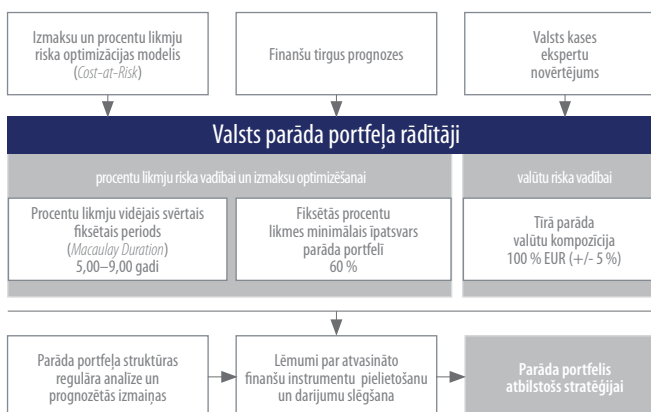 Izmaksu un procentu likmju
riska optimizācijas modelis
(Cost-at-Risk)
Finanšu tirgus prognozes
Valsts kases
ekspertu
novērtējums
Valsts parāda portfeļa rādītāji
procentu likmju riska vadībai un izmaksu optimizēšanai
valūtu riska vadībai
Procentu likmju vidējais svērtais
fiksētais periods
(Macaulay Duration)
5,00–9,00 gadi
Fiksētās procentu
likmes minimālais īpatsvars
parāda portfelī
60 %
Tīrā parāda
valūtu kompozīcija
100 % EUR (+/- 5 %)
Parāda portfeļa struktūras
regulāra analīze un
prognozētās izmaiņas
Lēmumi par atvasināto
finanšu instrumentu pielietošanu
un darijumu slēgšana
Parāda portfelis
atbilstošs stratēģijai